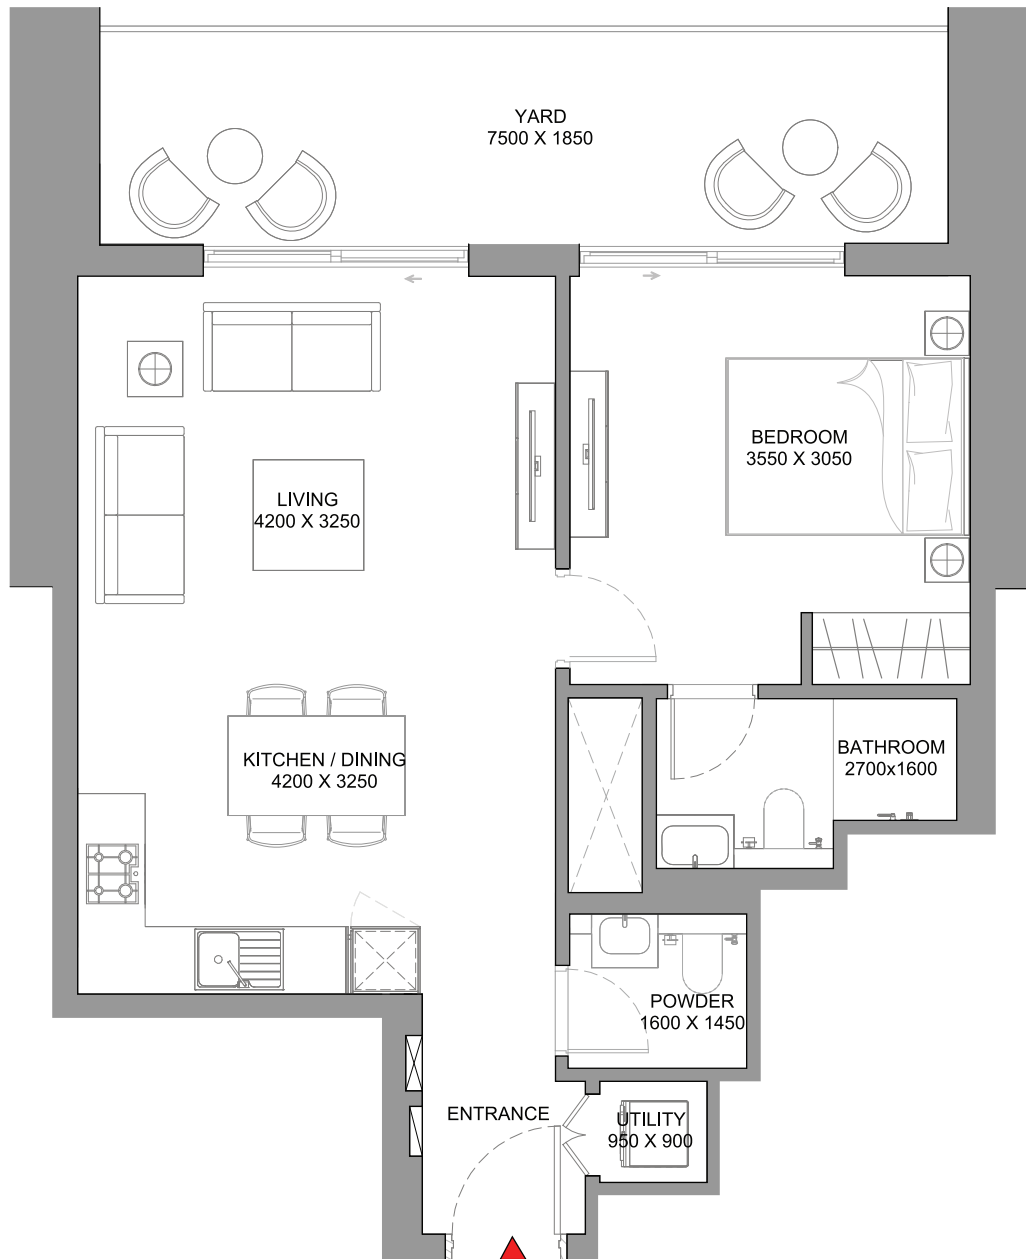 YARD
7500 X 1850
BEDROOM
3550 X 3050
LIVING
4200 X 3250
KITCHEN / DINING
4200 X 3250
BATHROOM
2700x1600
POWDER
1600 X 1450
ENTRANCE
UTILITY
950 X 900